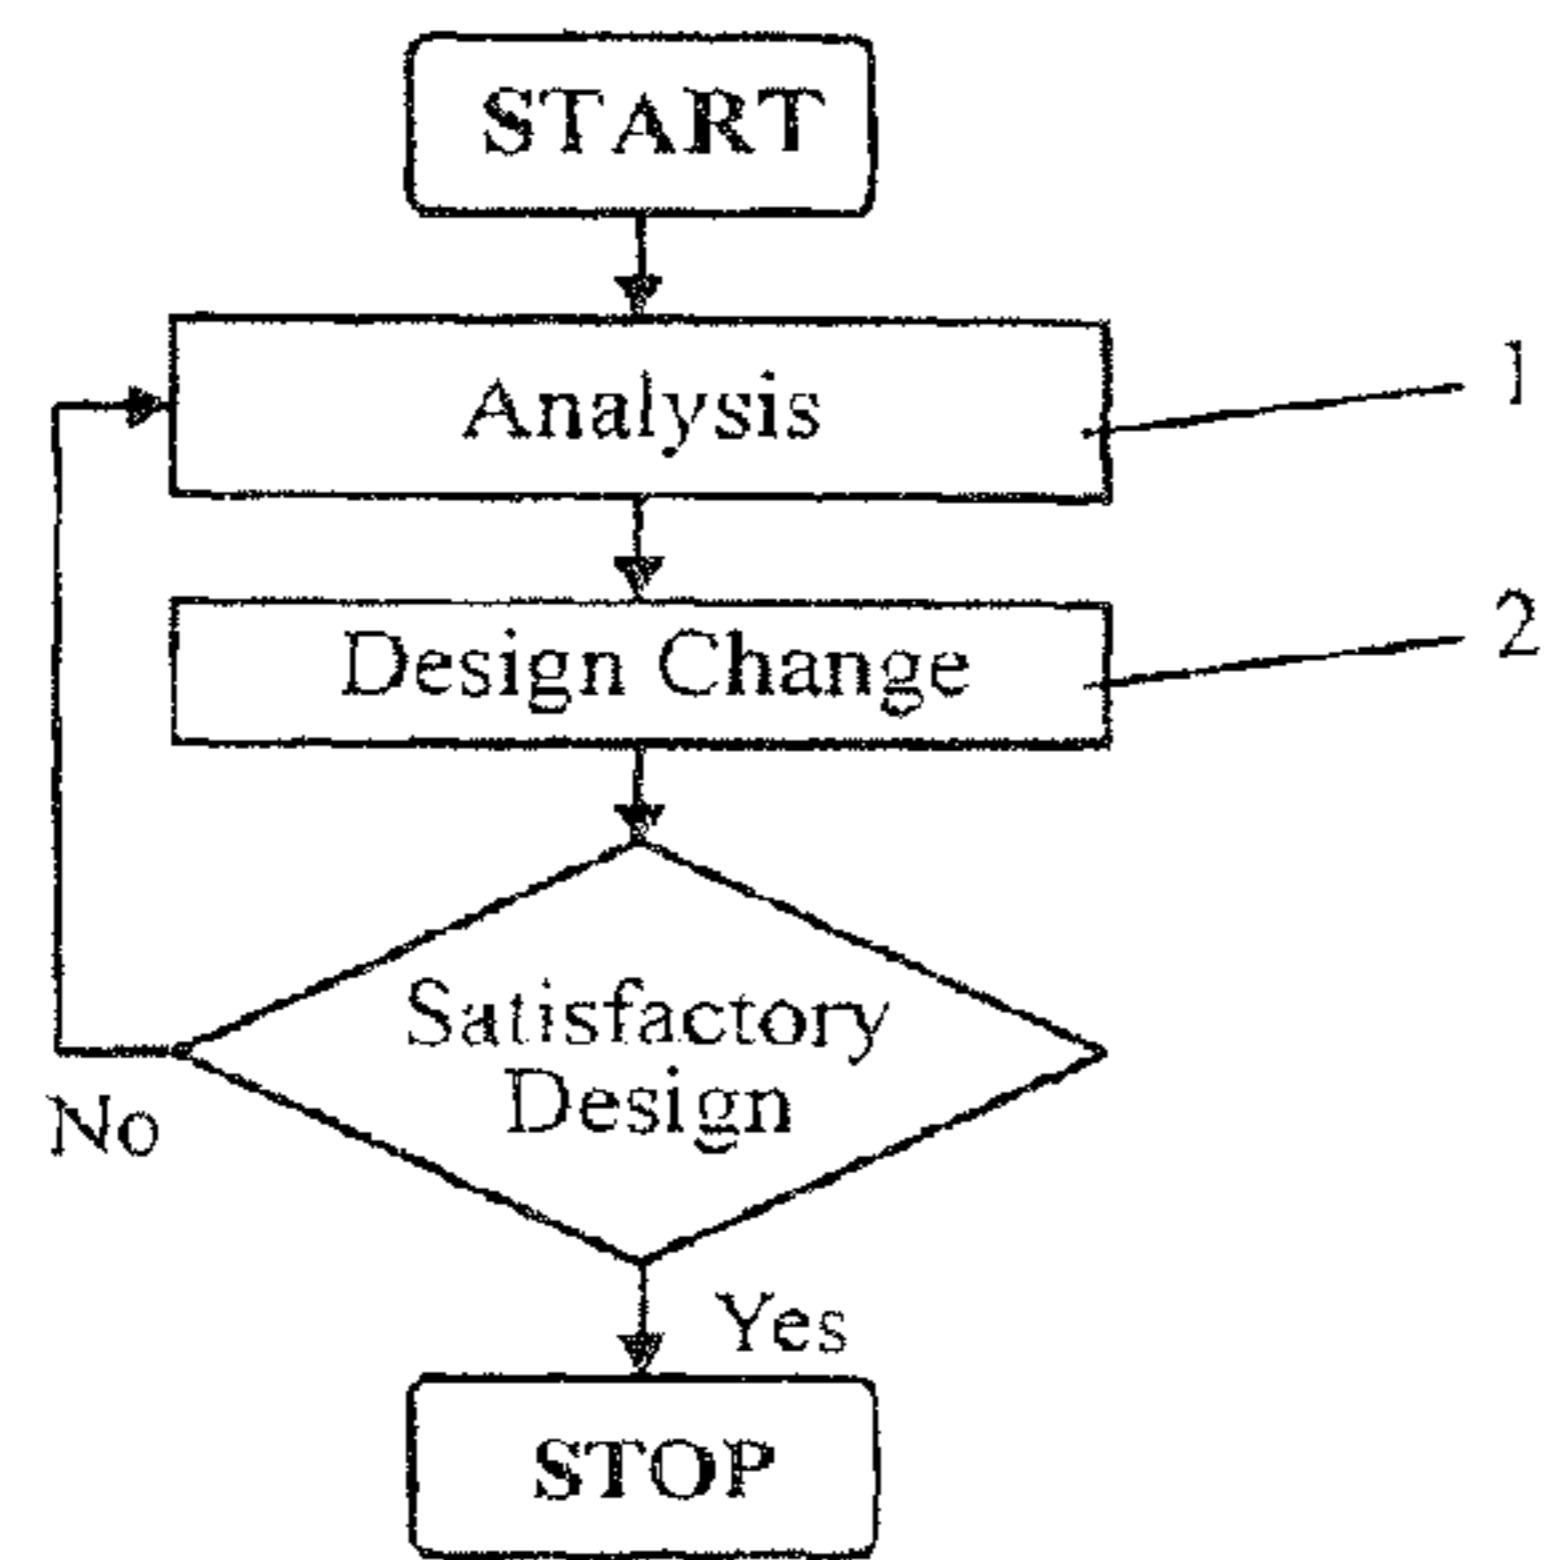 START
Analysis
1
Design Change
2
Satisfactory
Design
No
Yes
STOP